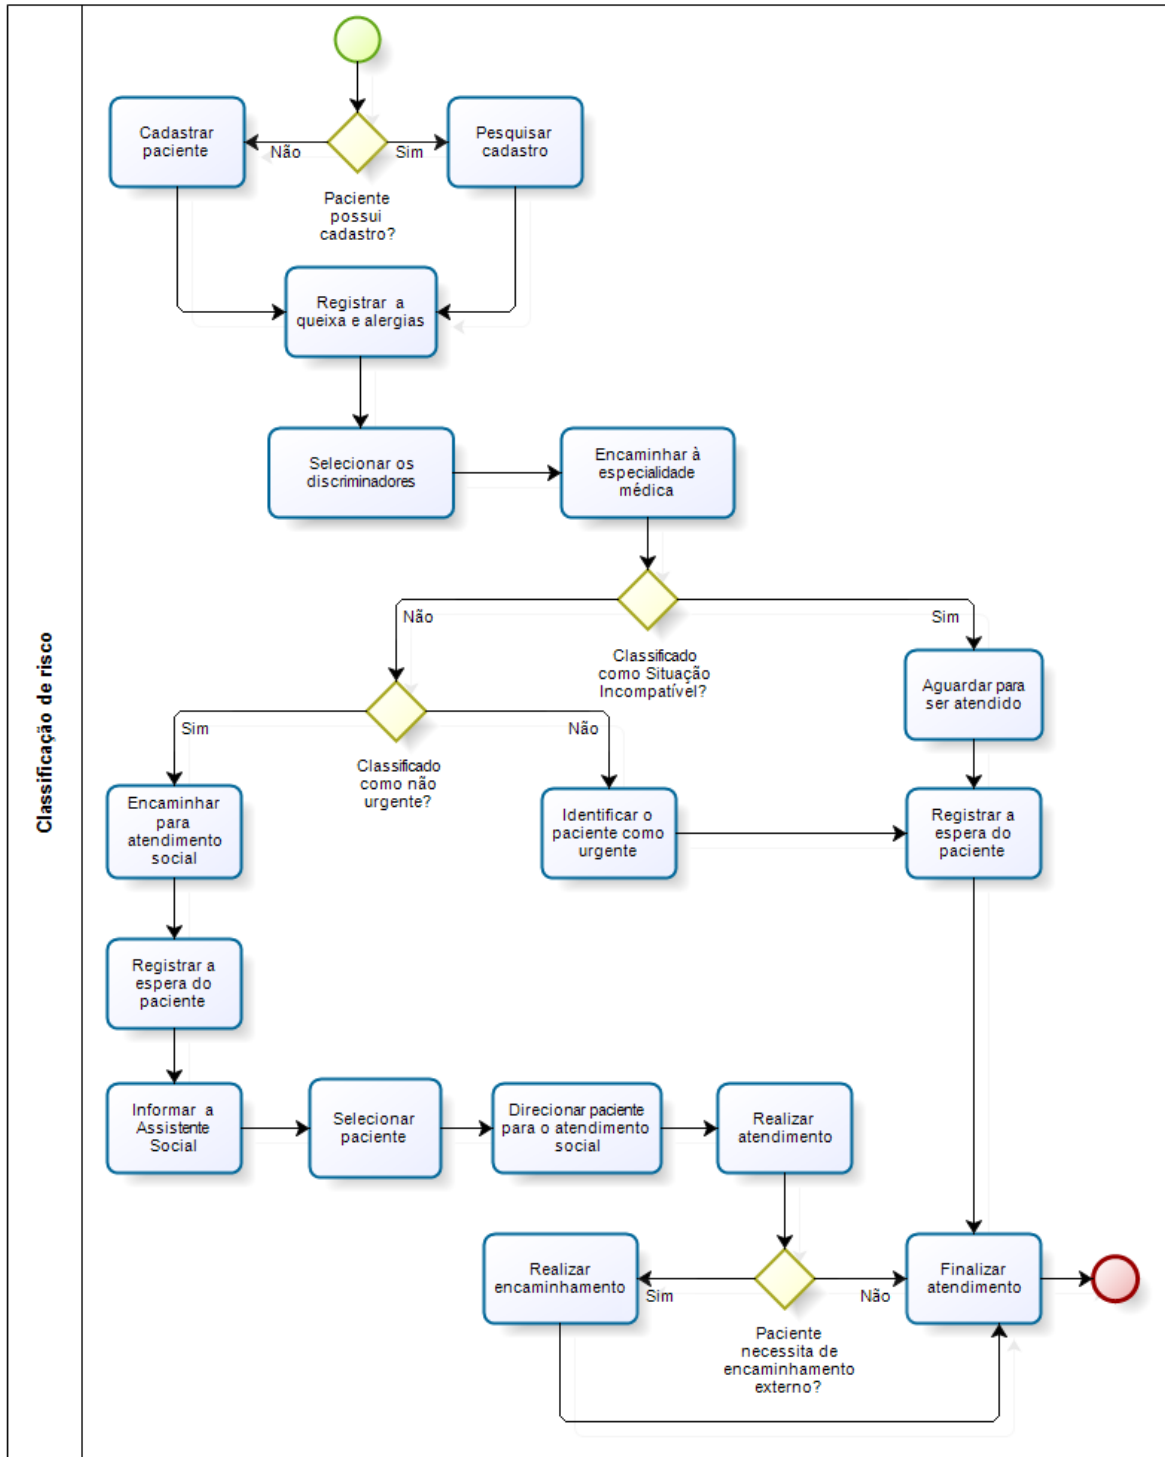 Classificação de risco
Cadastrar
paciente
Não
Sim
Pesquisar
cadastro
Paciente
possui
cadastro?
Registrar a
queixa e alergias
Selecionar os
discriminadores
Encaminhar à
especialidade
médica
Não
Sim
Classificado
como Situação
Incompatível?
Aguardar para
ser atendido
Sim
Não
Classificado
como não
urgente?
Encaminhar
para
atendimento
social
Identificar o
paciente como
urgente
Registrar a
espera do
paciente
Registrar a
espera do
paciente
Informar a
Assistente
Social
Selecionar
paciente
Direcionar paciente
para o atendimento
social
Realizar
atendimento
Realizar
encaminhamento
Sim
Não
Finalizar
atendimento
Paciente
necessita de
encaminhamento
externo?